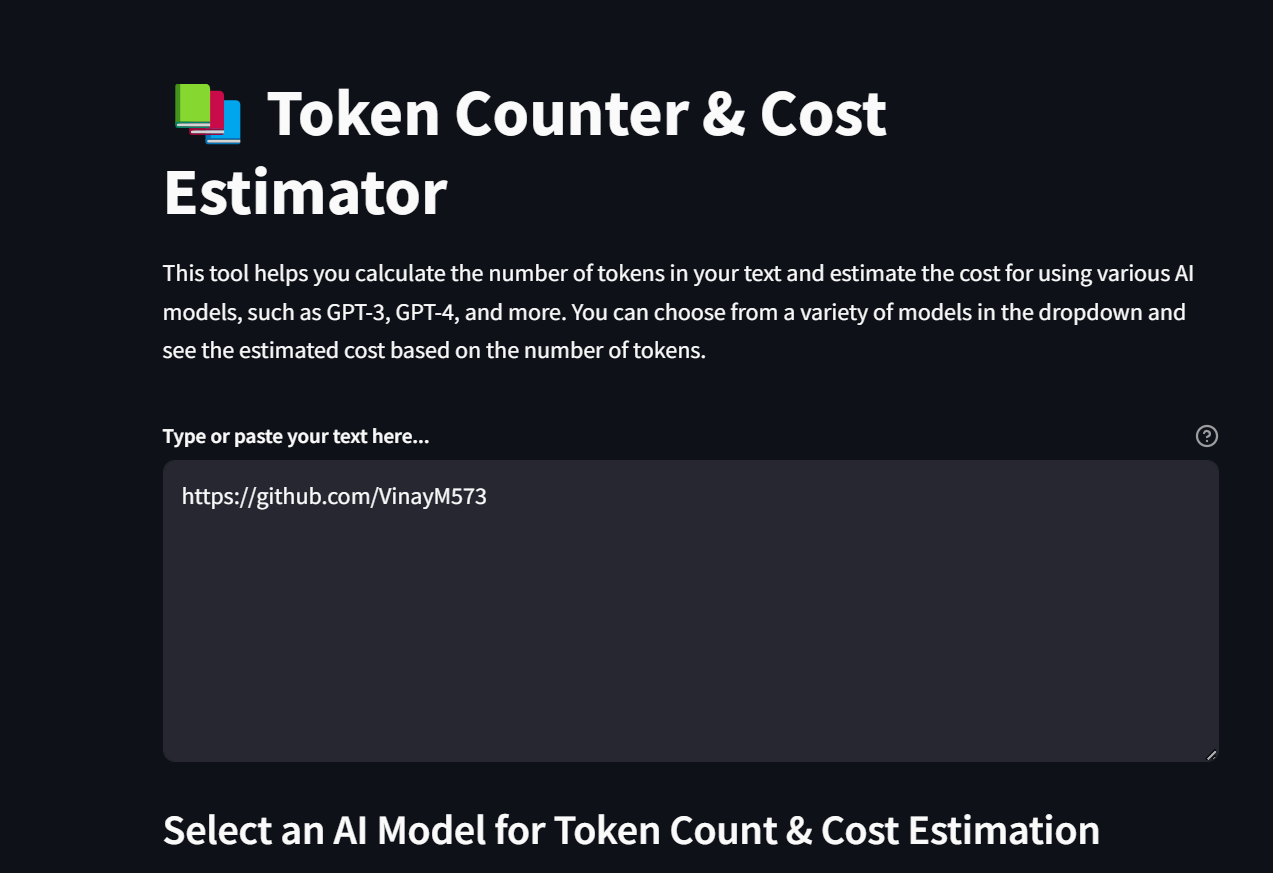 Token Counter & Cost
Estimator
This tool helps you calculate the number of tokens in your text and estimate the cost for using various AI
models, such as GPT-3, GPT-4, and more. You can choose from a variety of models in the dropdown and
see the estimated cost based on the number of tokens.
Type or paste your text here...
https://github.com/VinayM573
Select an AI Model for Token Count & Cost Estimation